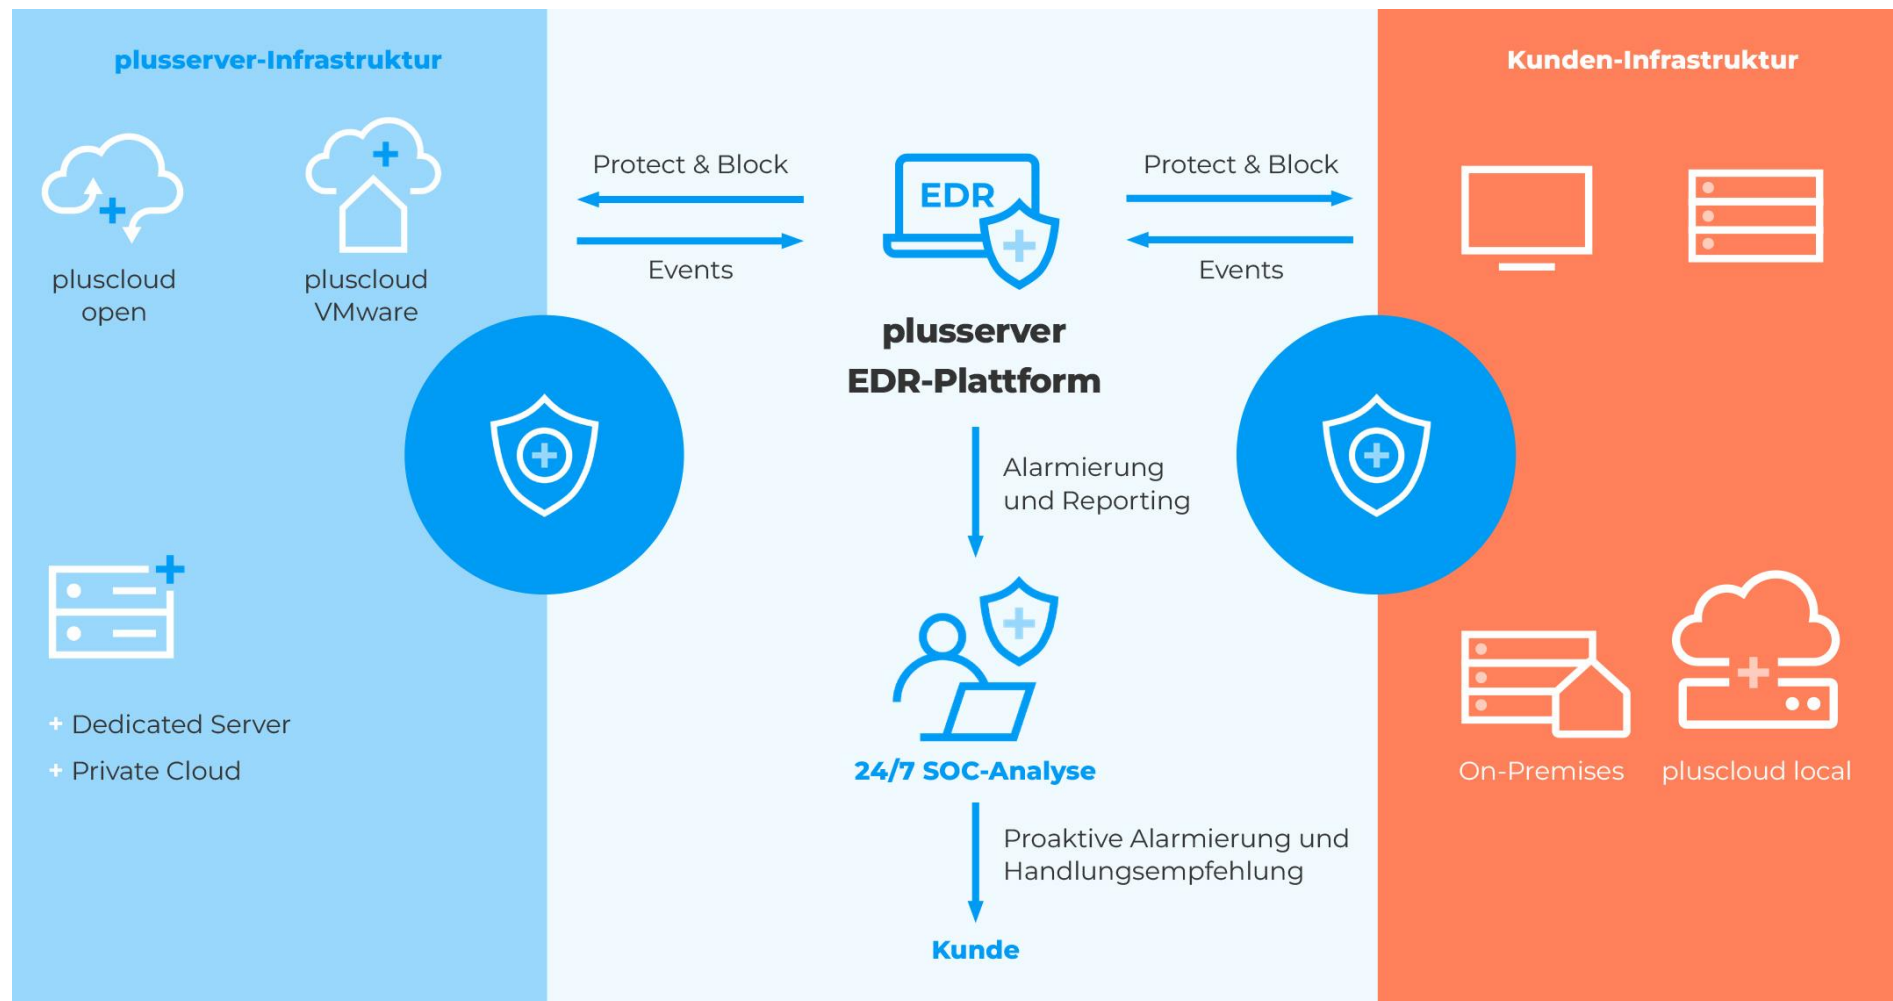 plusserver-Infrastruktur
pluscloud
open
pluscloud
VMware
+ Dedicated Server
+ Private Cloud
Protect & Block
Events
EDR
plusserver
EDR-Plattform
Alarmierung
und Reporting
24/7 SOC-Analyse
Proaktive Alarmierung und
Handlungsempfehlung
Kunde
Protect & Block
Events
Kunden-Infrastruktur
On-Premises
pluscloud local